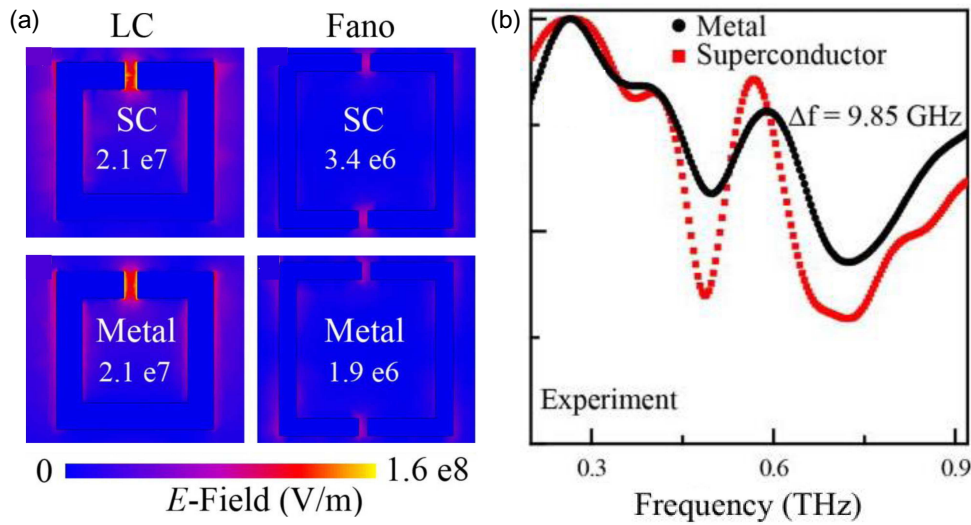 (a)
LC Fano
SC
2.1 e7
SC
3.4 e6
Metal
2.1 e7
Metal
1.9 e6
0 1.6 e8
E-Field (V/m)
(b)
Metal
Superconductor
Δf = 9.85 GHz
Experiment
0.3 0.6 0.9
Frequency (THz)